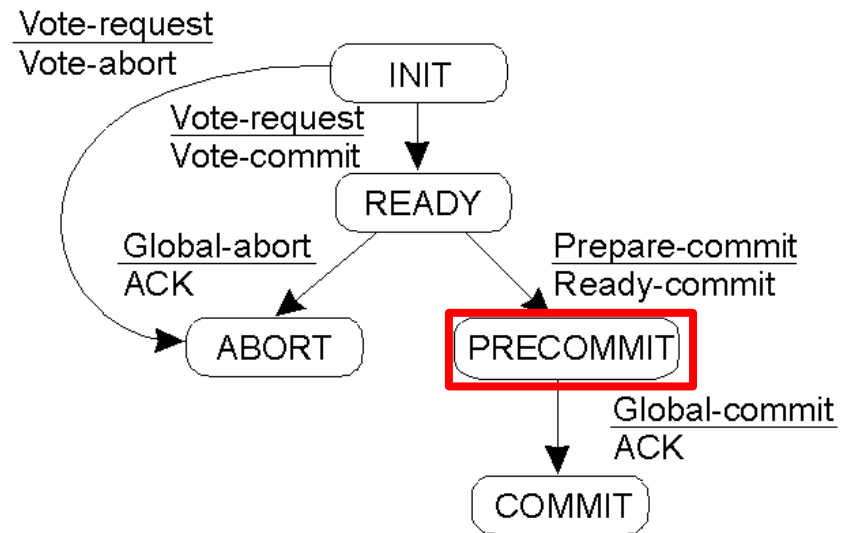 Vote-request
Vote-abort
INIT
Vote-request
Vote-commit
READY
Global-abort
ACK
Prepare-commit
Ready-commit
ABORT
PRECOMMIT
Global-commit
ACK
COMMIT